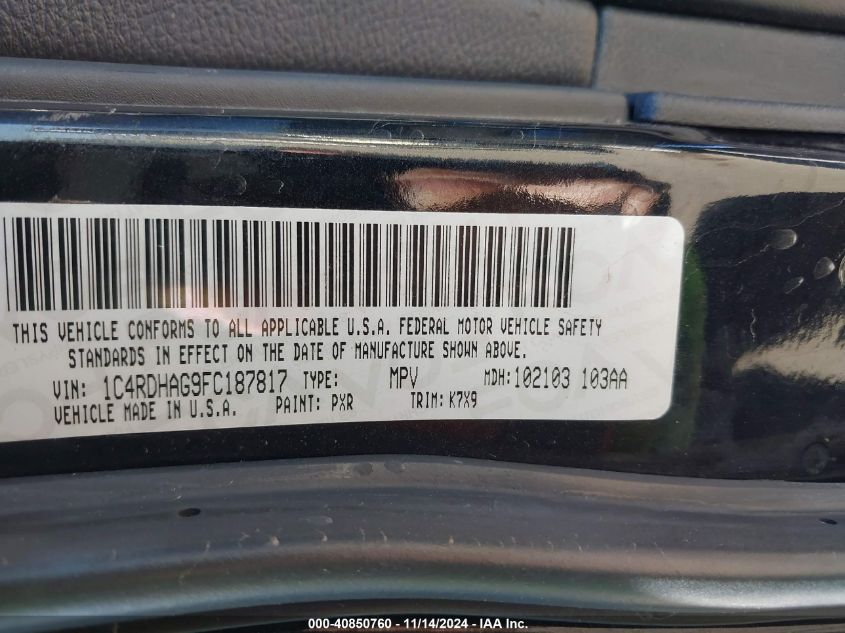 THIS VEHICLE CONFORMS TO ALL APPLICABLE U.S.A. FEDERAL MOTOR VEHICLE SAFETY
STANDARDS IN EFFECT ON THE DATE OF MANUFACTURE SHOWN ABOVE.
VIN: 1C4RDHAG9FC187817 TYPE: MPV MDH:102103 103AA
VEHICLE MADE IN U.S.A. PAINT: PXR TRIM: K7X9
000-40850760 - 11/14/2024 - IAA Inc.